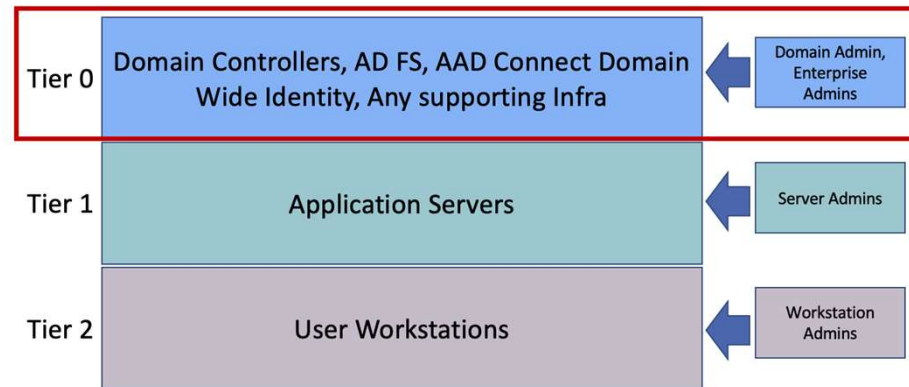 Tier 0
Domain Controllers, AD FS, AAD Connect Domain
Wide Identity, Any supporting Infra
Domain Admin,
Enterprise
Admins
Tier 1
Application Servers
Server Admins
Tier 2
User Workstations
Workstation
Admins